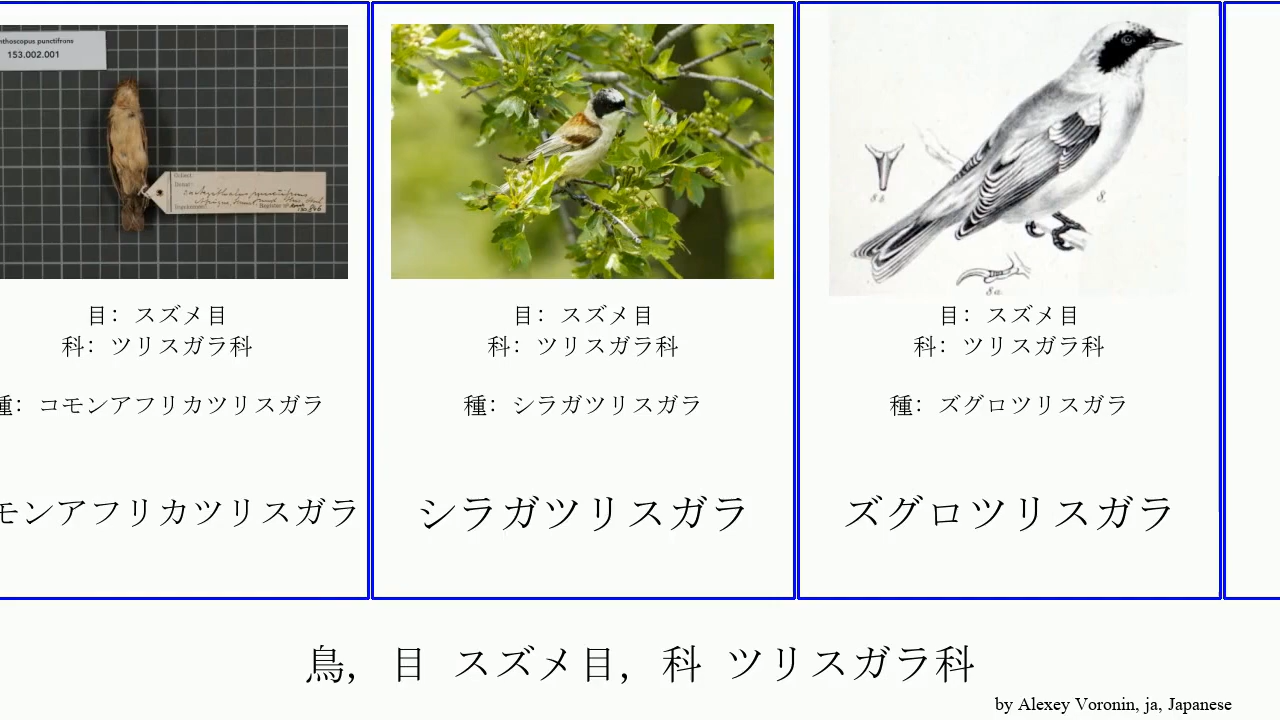 nthoscopus punctifrons
153.002.001
目: スズメ目
科: ツリスガラ科
種: コモンアフリカツリスガラ
モンアフリカツリスガラ
目: スズメ目
科: ツリスガラ科
種: シラガツリスガラ
シラガツリスガラ
8.
8 a.
目: スズメ目
科: ツリスガラ科
種: ズグロツリスガラ
ズグロツリスガラ
鳥, 目 スズメ目, 科 ツリスガラ科
by Alexey Voronin, ja, Japanese